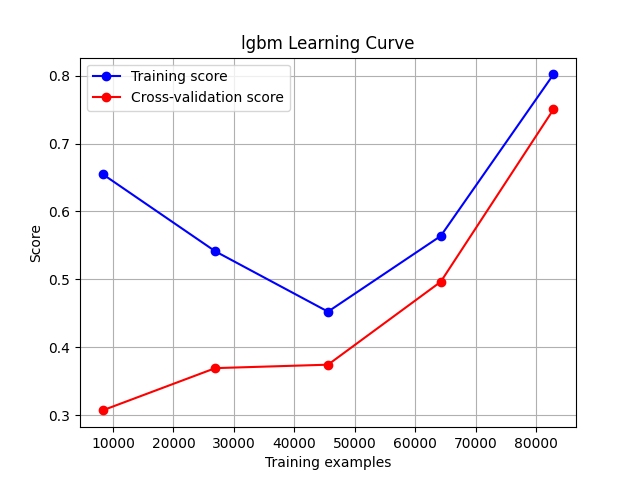 lgbm Learning Curve
Training score
Cross-validation score
Score
0.8
0.7
0.6
0.5
0.4
0.3
10000 20000 30000 40000 50000 60000 70000 80000
Training examples